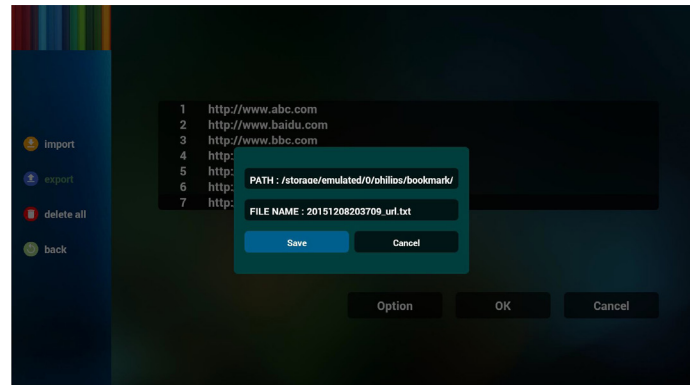 import
export
delete all
back
1 http://www.abc.com
2 http://www.baidu.com
3 http://www.bbc.com
4 http:
5 http:
6 http:
7 http:
PATH : /storage/emulated/0/philips/bookmark/
FILE NAME : 20151208203709_url.txt
Save Cancel
Option OK Cancel